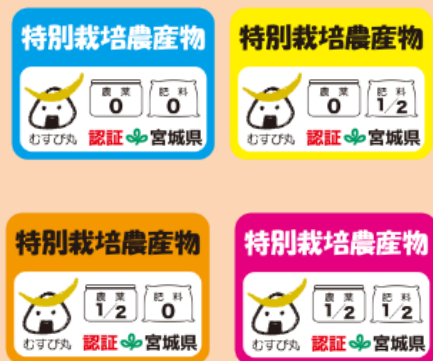 特別栽培農産物
農薬 肥料
0 0
むすび丸 認証 宮城県
特別栽培農産物
農薬 肥料
0 1/2
むすび丸 認証 宮城県
特別栽培農産物
農薬 肥料
1/2 0
むすび丸 認証 宮城県
特別栽培農産物
農薬 肥料
1/2 1/2
むすび丸 認証 宮城県